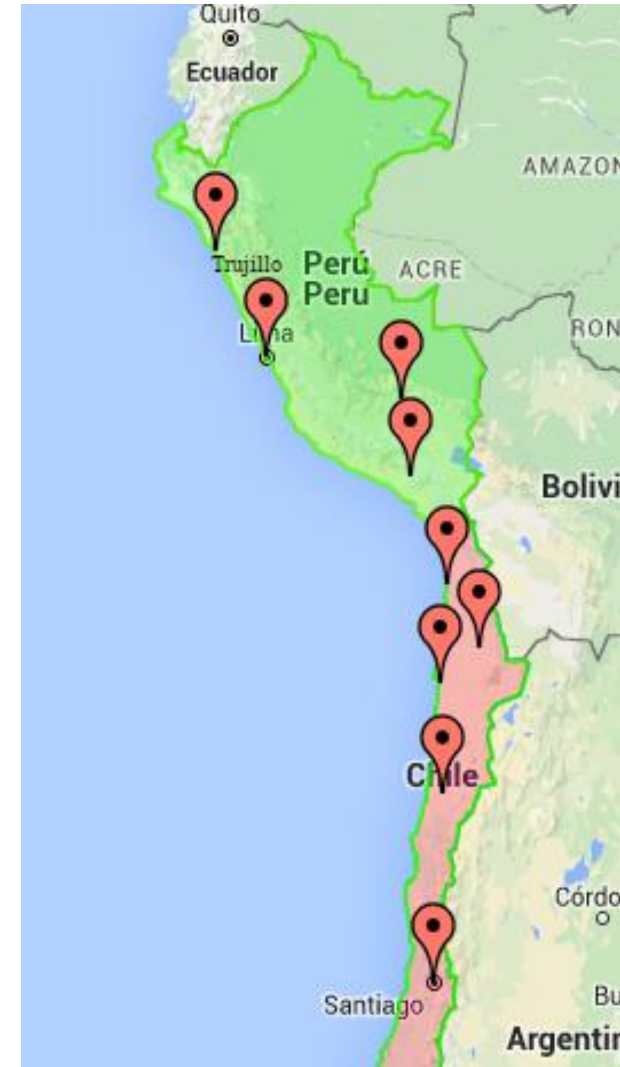 Quito
Ecuador
AMAZON
Trujillo
Perú
Peru
ACRE
Lima
RON
Bolivi
Chile
Córdo
Santiago
Bu
Argentin